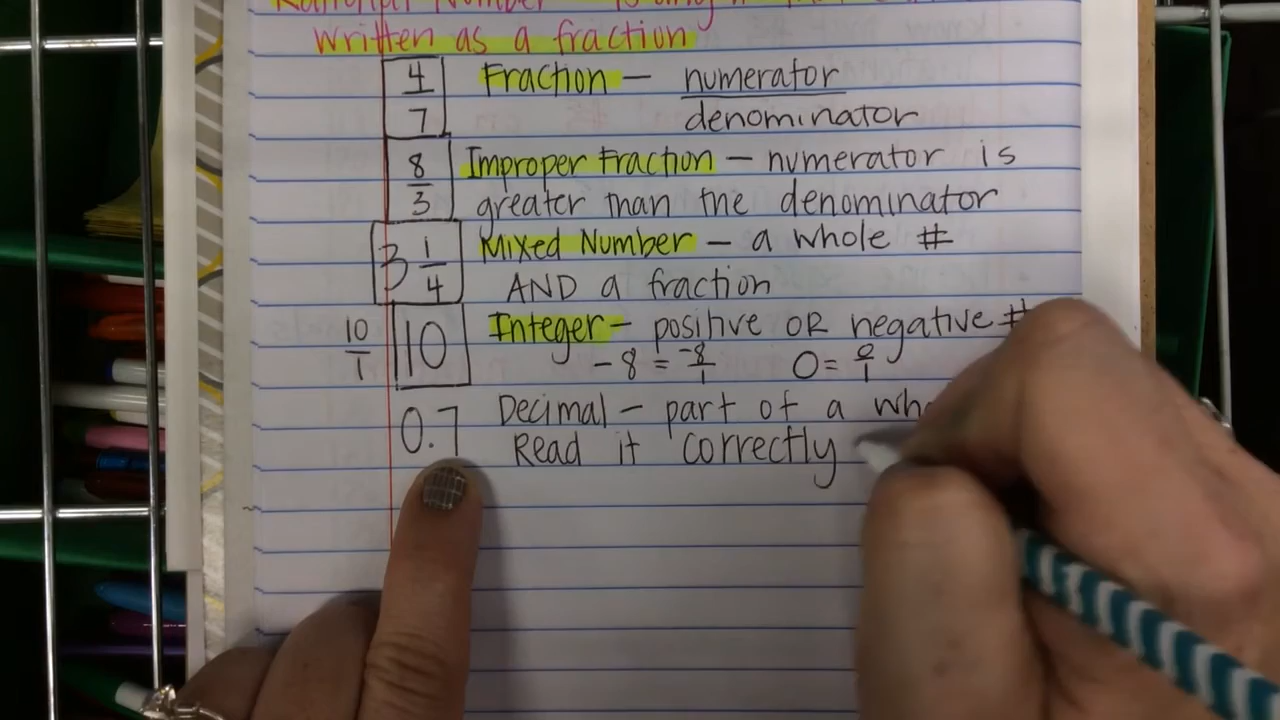 Rational Number
written as a fraction
4/7 Fraction — numerator/denominator
8/3 Improper Fraction — numerator is
greater than the denominator
3 1/4 Mixed Number — a whole #
AND a fraction
10/1 10 Integer — positive OR negative #
-8 = -8/1 0 = 0/1
0.7 Decimal — part of a
Read it correctly